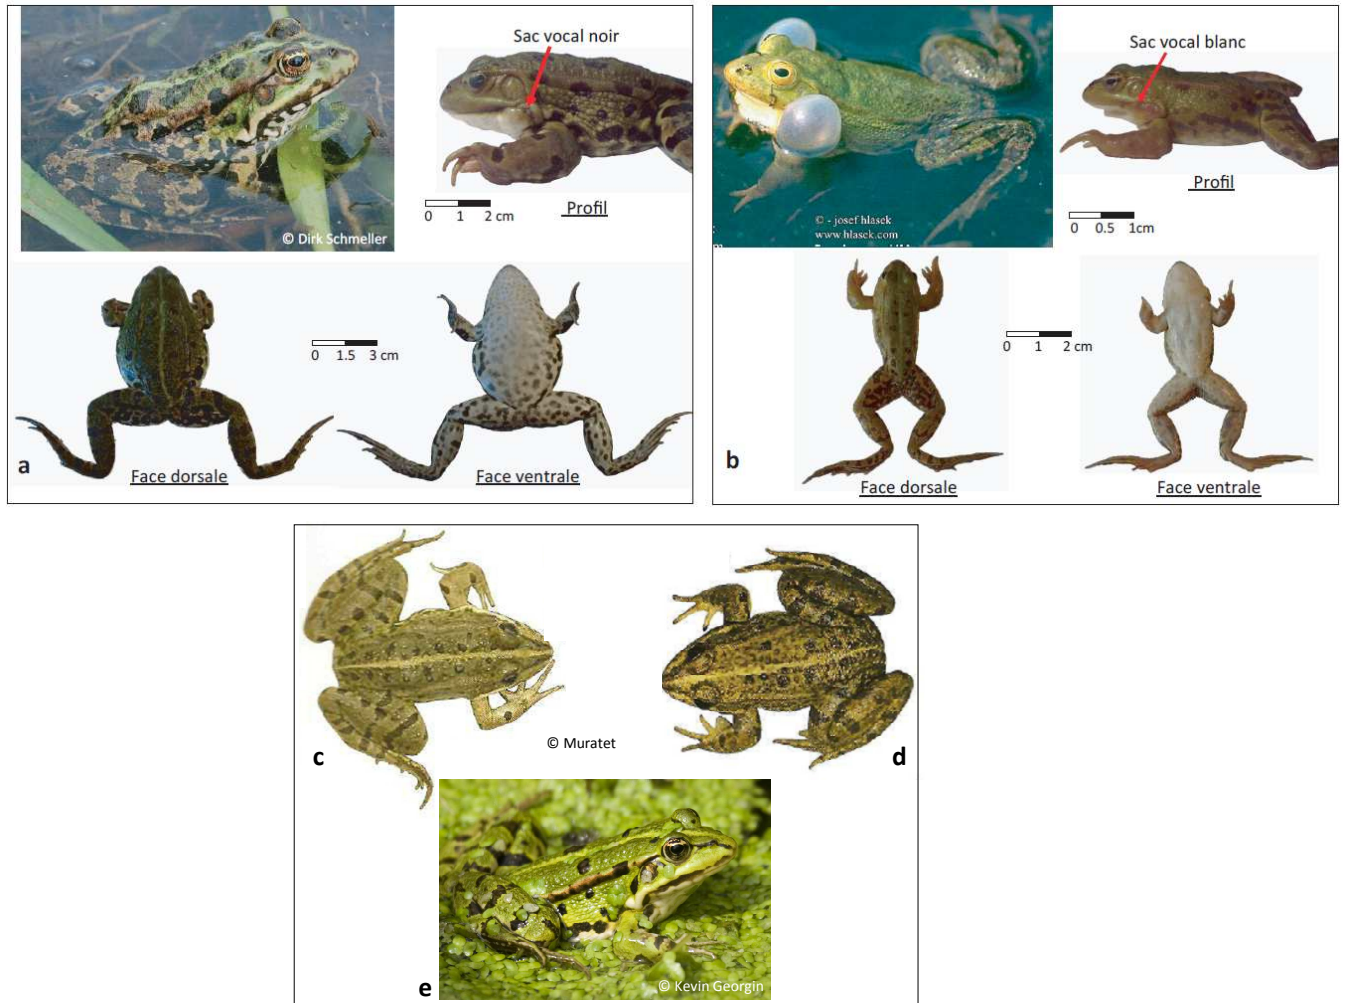 Sac vocal noir
0 1 2 cm
Profil
© Dirk Schmeller
0 1.5 3 cm
a
Face dorsale
Face ventrale
Sac vocal blanc
Profil
© - josef hlasek
www.hlasek.com
0 0.5 1cm
0 1 2 cm
b
Face dorsale
Face ventrale
c
© Muratet
d
e
© Kevin Georgin